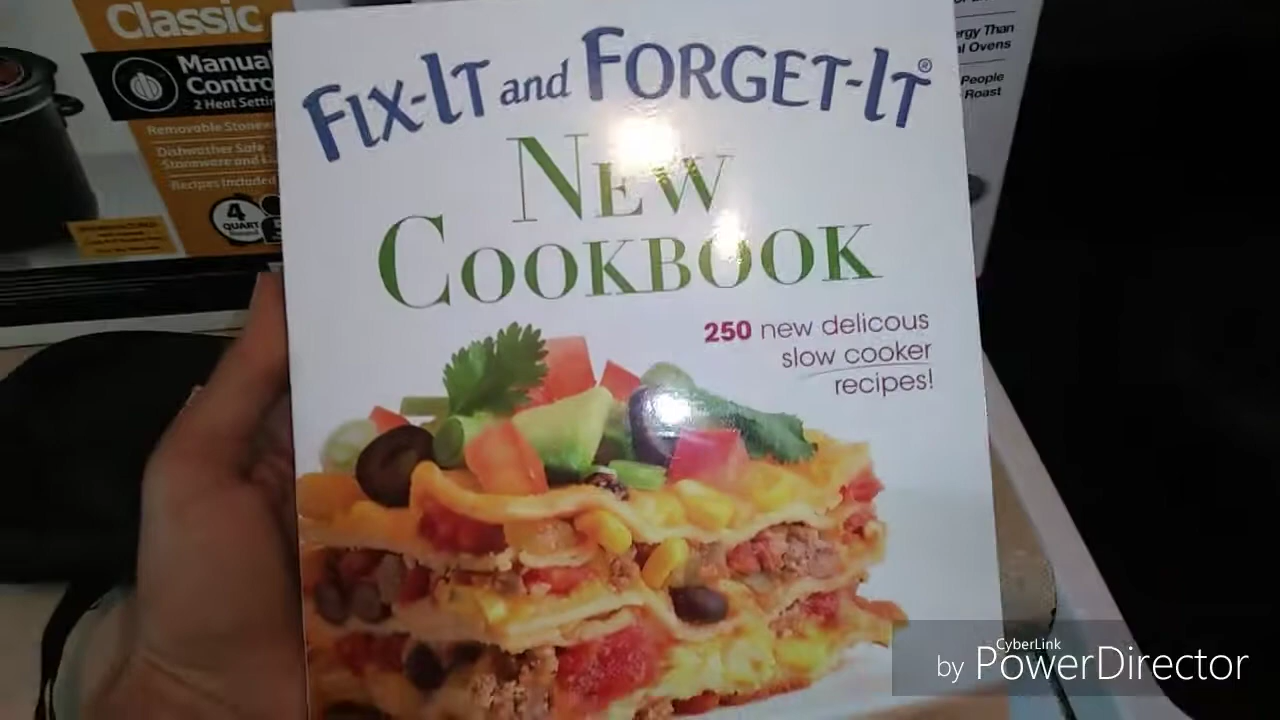 Classic
Manual
Contro
2 Heat Settin
Removable Stonew
Dishwasher Safe
Stoneware and Li
Recipes Included
4
QUART
ergy Than
al Ovens
People
Roast
FIX-IT and FORGET-IT®
NEW
COOKBOOK
250 new delicous
slow cooker
recipes!
CyberLink
by PowerDirector